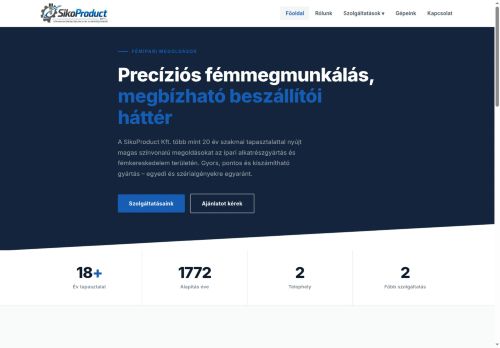 SikoProduct
Főoldal Rólunk Szolgáltatások ▾ Gépeink Kapcsolat
FÉMIPARI MEGOLDÁSOK
Precíziós fémmegmunkálás,
megbízható beszállítói
háttér
A SikoProduct Kft. több mint 20 év szakmai tapasztalattal nyújt
magas színvonalú megoldásokat az ipari alkatrészgyártás és
fémkereskedelem területén. Gyors, pontos és kiszámítható
gyártás – egyedi és szériaigényekre egyaránt.
Szolgáltatásaink Ajánlatot kérek
18+ 1772 2 2
Év tapasztalat Alapítás éve Telephely Főbb szolgáltatás